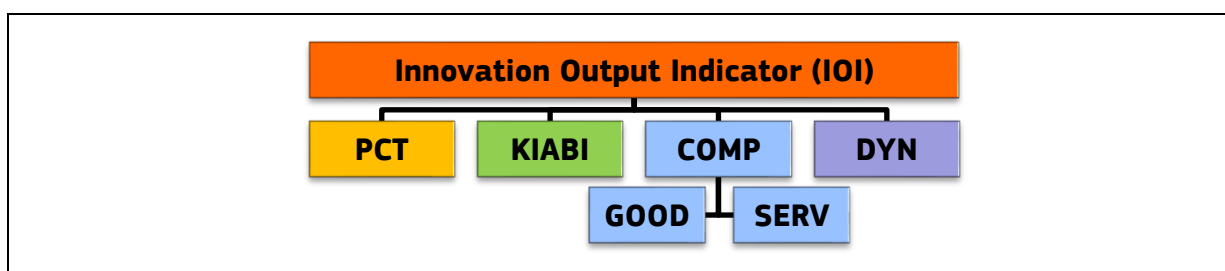 Innovation Output Indicator (IOI)
PCT KIABI COMP DYN
GOOD SERV